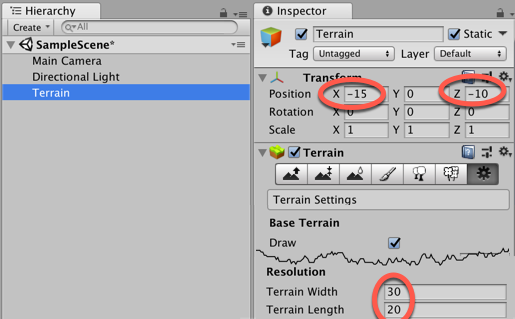 Hierarchy
Create
All
SampleScene*
Main Camera
Directional Light
Terrain
Inspector
Terrain Static
Tag Untagged Layer Default
Transform
Position X -15 Y 0 Z -10
Rotation X 0 Y 0 Z 0
Scale X 1 Y 1 Z 1
Terrain
Terrain Settings
Base Terrain
Draw
Resolution
Terrain Width 30
Terrain Length 20